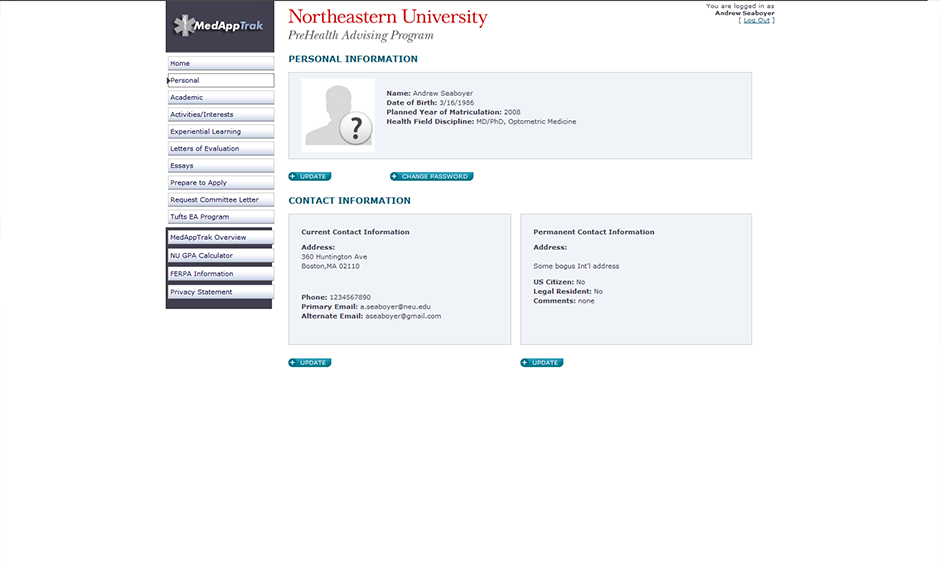 MedAppTrak
Northeastern University
PreHealth Advising Program
You are logged in as
Andrew Seaboyer
[ Log Out ]
Home
Personal
Academic
Activities/Interests
Experiential Learning
Letters of Evaluation
Essays
Prepare to Apply
Request Committee Letter
Tufts EA Program
MedAppTrak Overview
NU GPA Calculator
FERPA Information
Privacy Statement
PERSONAL INFORMATION
?
Name: Andrew Seaboyer
Date of Birth: 3/16/1986
Planned Year of Matriculation: 2008
Health Field Discipline: MD/PhD, Optometric Medicine
+ UPDATE
+ CHANGE PASSWORD
CONTACT INFORMATION
Current Contact Information
Address:
360 Huntington Ave
Boston,MA 02110
Phone: 1234567890
Primary Email: a.seaboyer@neu.edu
Alternate Email: aseaboyer@gmail.com
+ UPDATE
Permanent Contact Information
Address:
Some bogus Int'l address
US Citizen: No
Legal Resident: No
Comments: none
+ UPDATE